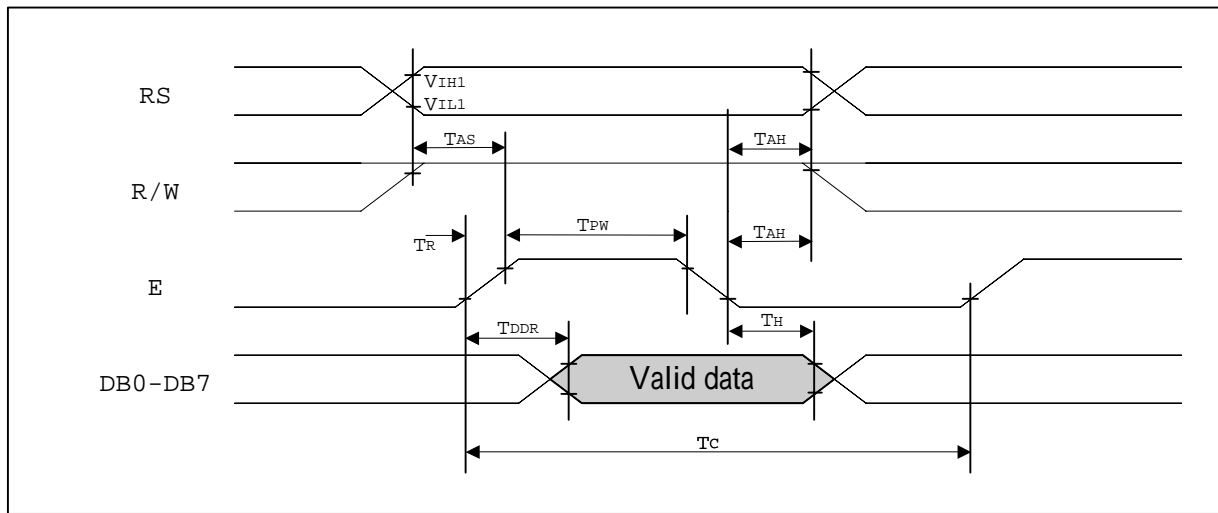 RS
VIH1
VIL1
TAS
TAH
R/W
TPW
TAH
TR
E
TDDR
TH
DB0-DB7
Valid data
TC